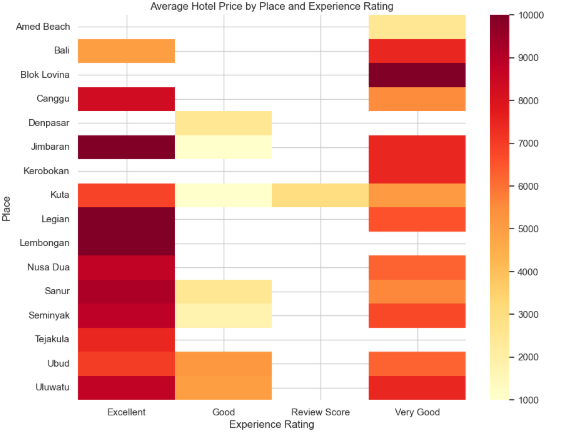 Average Hotel Price by Place and Experience Rating
Place
Amed Beach
Bali
Blok Lovina
Canggu
Denpasar
Jimbaran
Kerobokan
Kuta
Legian
Lembongan
Nusa Dua
Sanur
Seminyak
Tejakula
Ubud
Uluwatu
Excellent Good Review Score Very Good
Experience Rating
10000
9000
8000
7000
6000
5000
4000
3000
2000
1000